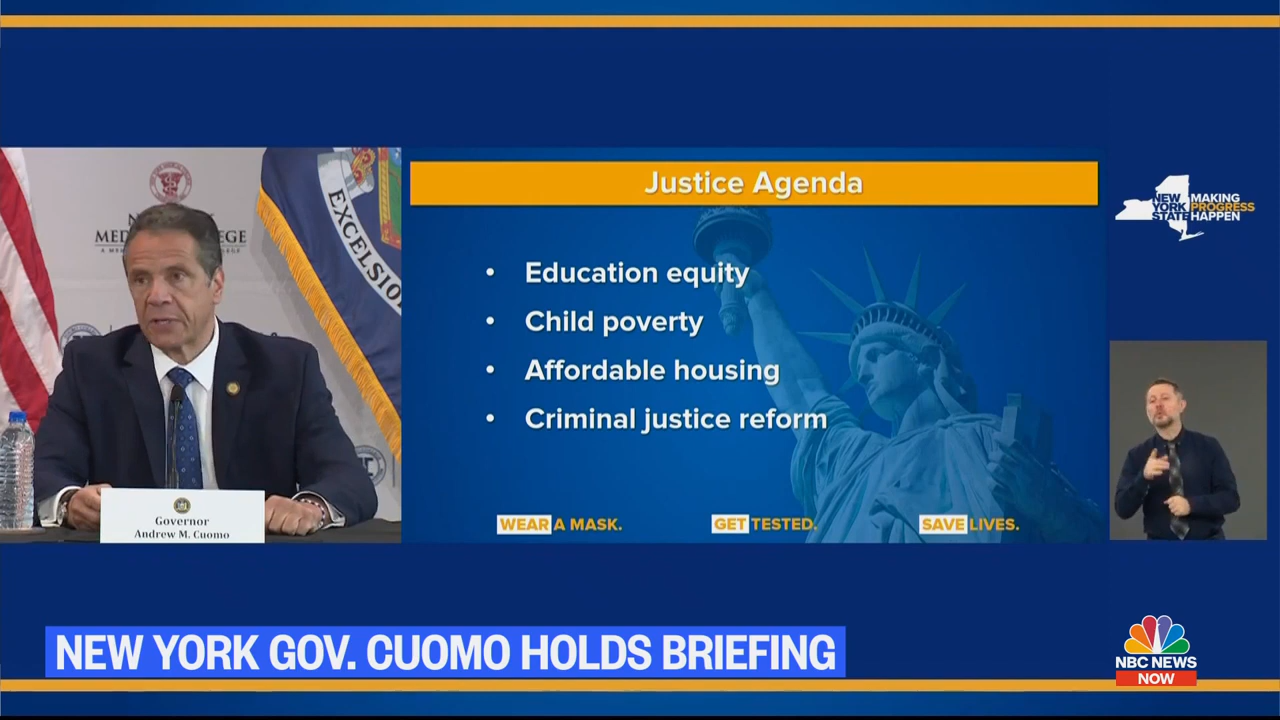 Justice Agenda
• Education equity
• Child poverty
• Affordable housing
• Criminal justice reform
WEAR A MASK. GET TESTED. SAVE LIVES.
EXCELSIO
Governor
Andrew M. Cuomo
NEW YORK STATE
MAKING PROGRESS HAPPEN
NEW YORK GOV. CUOMO HOLDS BRIEFING
NBC NEWS
NOW